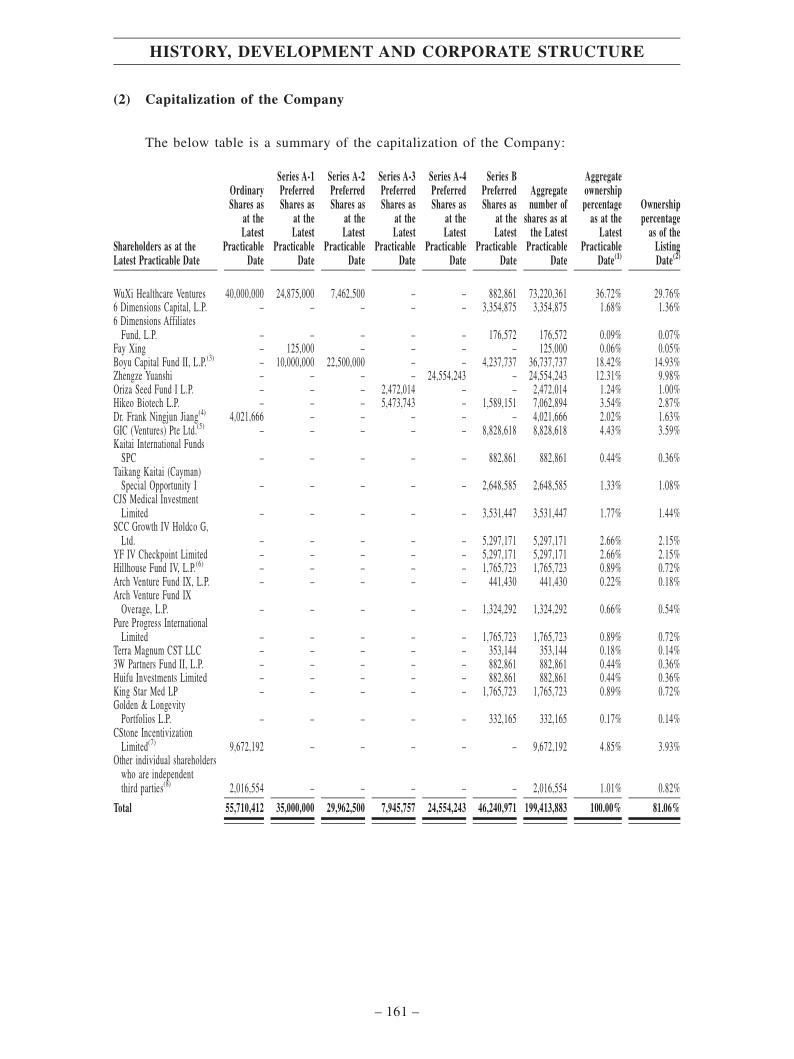 HISTORY, DEVELOPMENT AND CORPORATE STRUCTURE
(2) Capitalization of the Company
The below table is a summary of the capitalization of the Company:
Series A-1 Series A-2 Series A-3 Series A-4 Series B Aggregate
Ordinary Preferred Preferred Preferred Preferred Preferred Aggregate ownership
Shares as Shares as Shares as Shares as Shares as Shares as number of percentage Ownership
at the at the at the at the at the at the shares as at as at the percentage
Latest Latest Latest Latest Latest Latest the Latest Latest as of the
Shareholders as at the Practicable Practicable Practicable Practicable Practicable Practicable Practicable Practicable Listing
Latest Practicable Date Date Date Date Date Date Date Date Date(1) Date(2)
WuXi Healthcare Ventures 40,000,000 24,875,000 7,462,500 – – 882,861 73,220,361 36.72% 29.76%
6 Dimensions Capital, L.P. – – – – – 3,354,875 3,354,875 1.68% 1.36%
6 Dimensions Affiliates
Fund, L.P. – – – – – 176,572 176,572 0.09% 0.07%
Fay Xing – 125,000 – – – – 125,000 0.06% 0.05%
Boyu Capital Fund II, L.P.(3) – 10,000,000 22,500,000 – – 4,237,737 36,737,737 18.42% 14.93%
Zhengze Yuanshi – – – – 24,554,243 – 24,554,243 12.31% 9.98%
Oriza Seed Fund I L.P. – – – 2,472,014 – – 2,472,014 1.24% 1.00%
Hikeo Biotech L.P. – – – 5,473,743 – 1,589,151 7,062,894 3.54% 2.87%
Dr. Frank Ningjun Jiang(4) 4,021,666 – – – – – 4,021,666 2.02% 1.63%
GIC (Ventures) Pte Ltd.(5) – – – – – 8,828,618 8,828,618 4.43% 3.59%
Kaitai International Funds
SPC – – – – – 882,861 882,861 0.44% 0.36%
Taikang Kaitai (Cayman)
Special Opportunity I – – – – – 2,648,585 2,648,585 1.33% 1.08%
CJS Medical Investment
Limited – – – – – 3,531,447 3,531,447 1.77% 1.44%
SCC Growth IV Holdco G,
Ltd. – – – – – 5,297,171 5,297,171 2.66% 2.15%
YF IV Checkpoint Limited – – – – – 5,297,171 5,297,171 2.66% 2.15%
Hillhouse Fund IV, L.P.(6) – – – – – 1,765,723 1,765,723 0.89% 0.72%
Arch Venture Fund IX, L.P. – – – – – 441,430 441,430 0.22% 0.18%
Arch Venture Fund IX
Overage, L.P. – – – – – 1,324,292 1,324,292 0.66% 0.54%
Pure Progress International
Limited – – – – – 1,765,723 1,765,723 0.89% 0.72%
Terra Magnum CST LLC – – – – – 353,144 353,144 0.18% 0.14%
3W Partners Fund II, L.P. – – – – – 882,861 882,861 0.44% 0.36%
Huifu Investments Limited – – – – – 882,861 882,861 0.44% 0.36%
King Star Med LP – – – – – 1,765,723 1,765,723 0.89% 0.72%
Golden & Longevity
Portfolios L.P. – – – – – 332,165 332,165 0.17% 0.14%
CStone Incentivization
Limited(7) 9,672,192 – – – – – 9,672,192 4.85% 3.93%
Other individual shareholders
who are independent
third parties(8) 2,016,554 – – – – – 2,016,554 1.01% 0.82%
Total 55,710,412 35,000,000 29,962,500 7,945,757 24,554,243 46,240,971 199,413,883 100.00% 81.06%
– 161 –